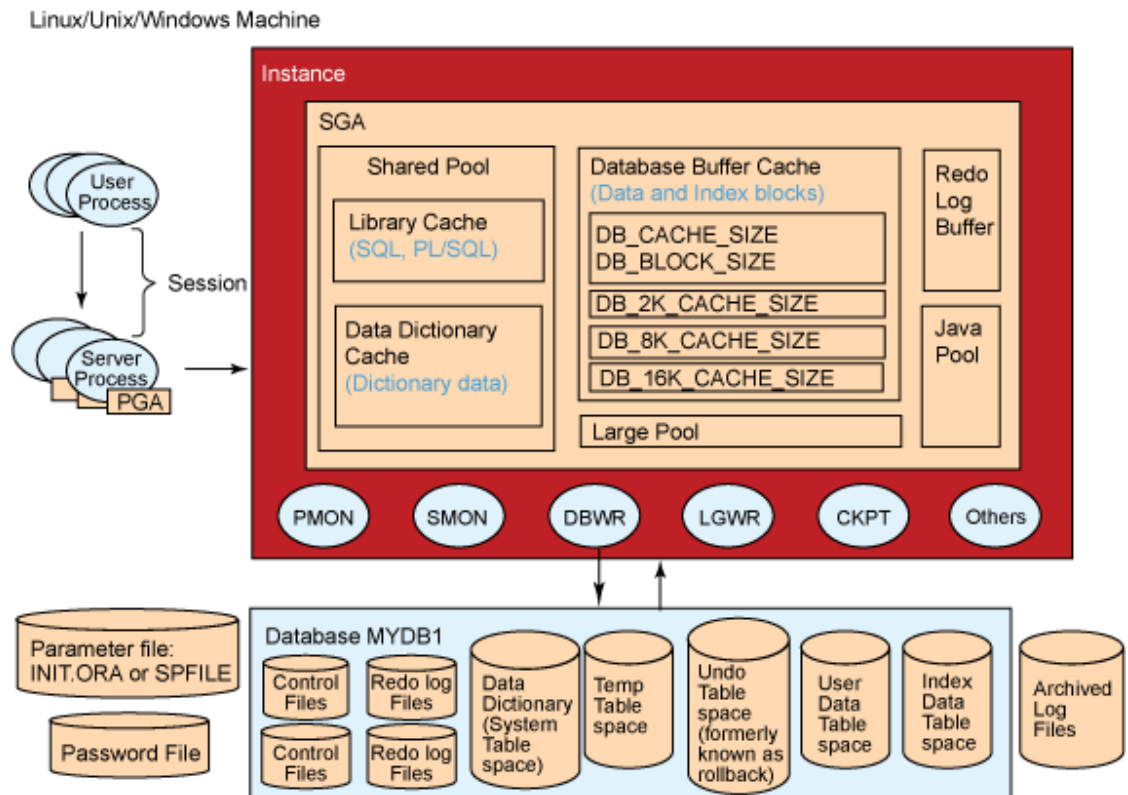 Linux/Unix/Windows Machine
Instance
SGA
Shared Pool
Library Cache
(SQL, PL/SQL)
Data Dictionary
Cache
(Dictionary data)
Database Buffer Cache
(Data and Index blocks)
DB_CACHE_SIZE
DB_BLOCK_SIZE
DB_2K_CACHE_SIZE
DB_8K_CACHE_SIZE
DB_16K_CACHE_SIZE
Large Pool
Redo
Log
Buffer
Java
Pool
User
Process
Session
Server
Process
PGA
PMON
SMON
DBWR
LGWR
CKPT
Others
Parameter file:
INIT.ORA or SPFILE
Password File
Database MYDB1
Control
Files
Redo log
Files
Control
Files
Redo log
Files
Data
Dictionary
(System
Table
space)
Temp
Table
space
Undo
Table
space
(formerly
known as
rollback)
User
Data
Table
space
Index
Data
Table
space
Archived
Log
Files